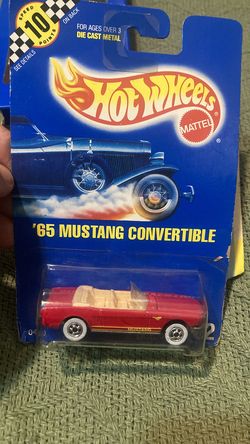 SPEED
10
POINTS
SEE DETAILS
ON BACK
FOR AGES OVER 3
DIE CAST METAL
HOT WHEELS
MATTEL
'65 MUSTANG CONVERTIBLE
MUSTANG
2